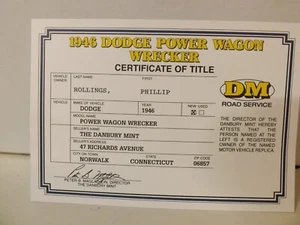 1946 DODGE POWER WAGON
WRECKER
CERTIFICATE OF TITLE
VEHICLE OWNER
LAST NAME
FIRST
ROLLINGS, PHILLIP
VEHICLE
MAKE OF VEHICLE
YEAR
NEW USED
DODGE
1946
MODEL
POWER WAGON WRECKER
SELLER'S NAME
THE DANBURY MINT
SELLER'S ADDRESS
47 RICHARDS AVENUE
CITY
STATE
ZIP CODE
NORWALK
CONNECTICUT
06857
DM
ROAD SERVICE
THE DIRECTOR OF THE
DANBURY MINT HEREBY
ATTESTS THAT THE
PERSON NAMED AT THE
LEFT IS A REGISTERED
OWNER OF THE NAMED
MOTOR VEHICLE REPLICA.
DIRECTOR
THE DANBURY MINT